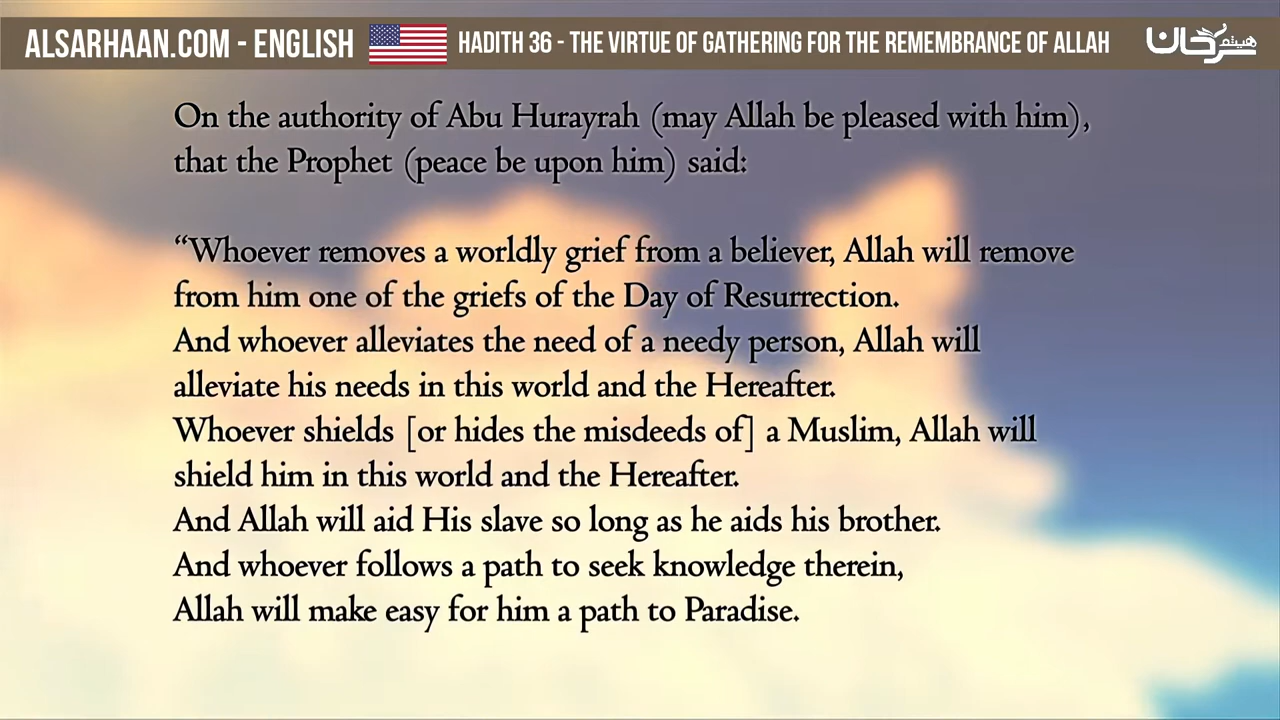 ALSARHAAN.COM - ENGLISH
HADITH 36 - THE VIRTUE OF GATHERING FOR THE REMEMBRANCE OF ALLAH
هيثم سرحان
On the authority of Abu Hurayrah (may Allah be pleased with him),
that the Prophet (peace be upon him) said:
“Whoever removes a worldly grief from a believer, Allah will remove
from him one of the griefs of the Day of Resurrection.
And whoever alleviates the need of a needy person, Allah will
alleviate his needs in this world and the Hereafter.
Whoever shields [or hides the misdeeds of] a Muslim, Allah will
shield him in this world and the Hereafter.
And Allah will aid His slave so long as he aids his brother.
And whoever follows a path to seek knowledge therein,
Allah will make easy for him a path to Paradise.